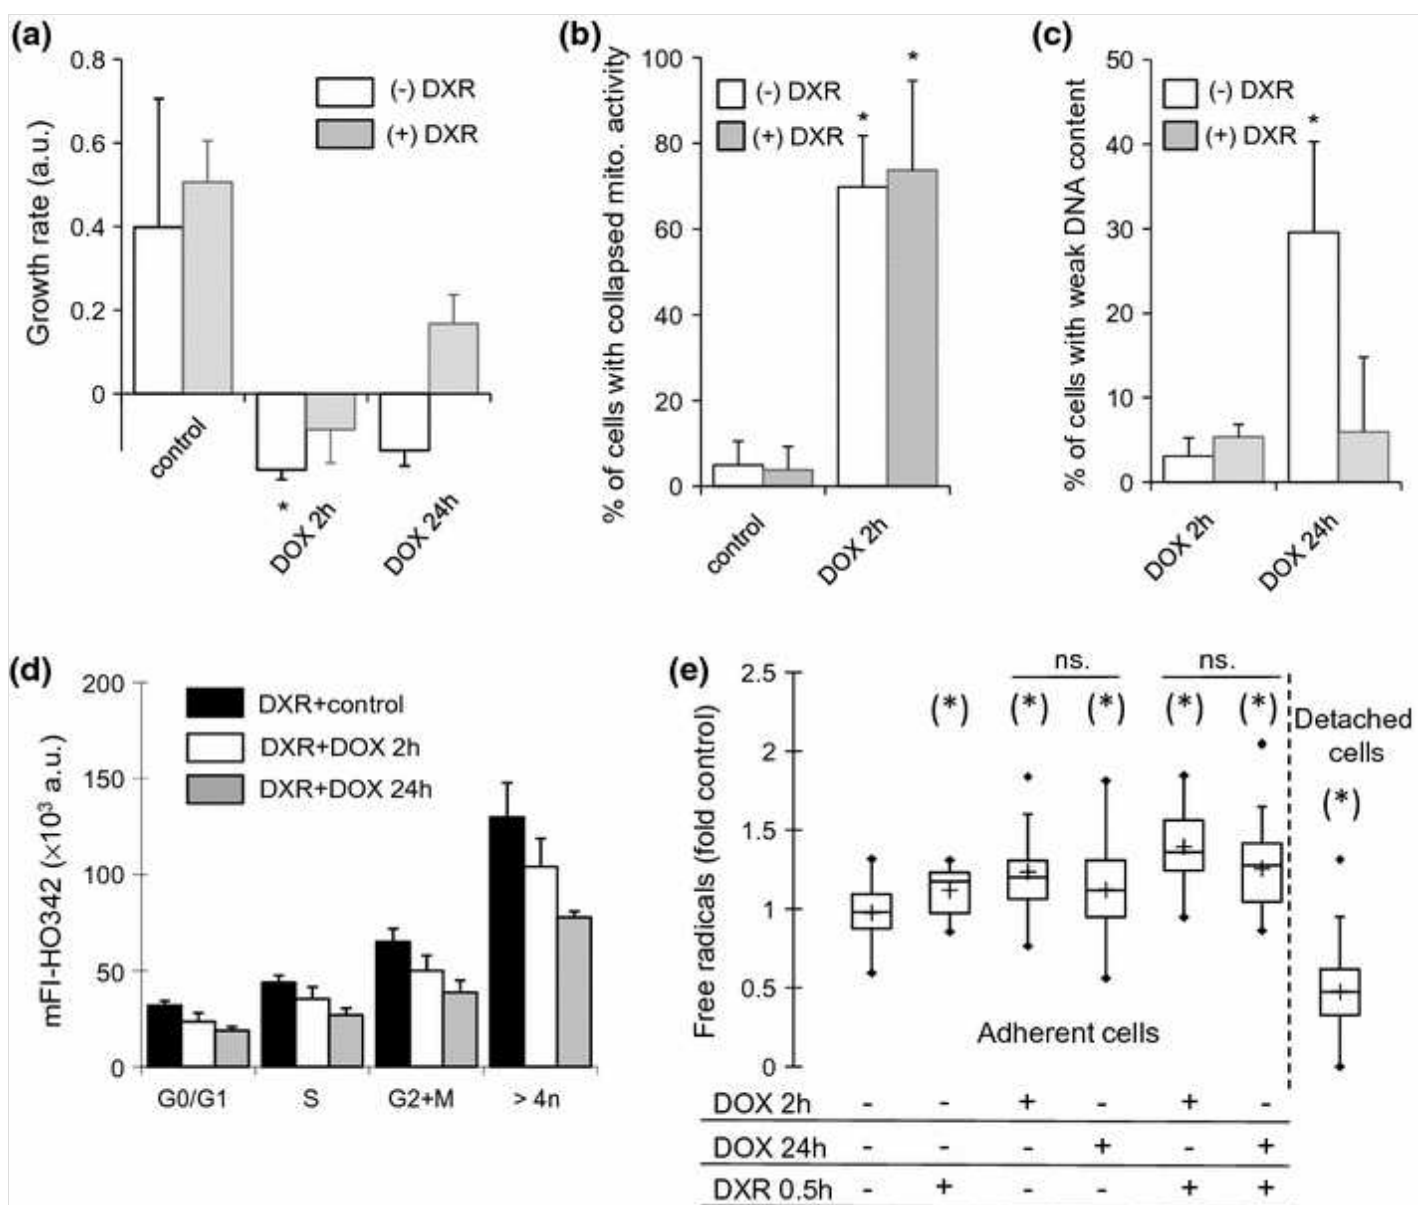 (a)
Growth rate (a.u.)
0.8
0.6
0.4
0.2
0
(-) DXR
(+) DXR
control
DOX 2h
DOX 24h
*
(b)
% of cells with collapsed mito. activity
100
80
60
40
20
0
(-) DXR
(+) DXR
*
*
control
DOX 2h
(c)
% of cells with weak DNA content
50
40
30
20
10
0
(-) DXR
(+) DXR
*
DOX 2h
DOX 24h
(d)
mFI-HO342 (×10³ a.u.)
200
150
100
50
0
DXR+control
DXR+DOX 2h
DXR+DOX 24h
G0/G1 S G2+M > 4n
(e)
Free radicals (fold control)
2.5
2
1.5
1
0.5
0
ns. ns.
(*) (*) (*) (*) (*)
Detached
cells
(*)
Adherent cells
DOX 2h - - + - + -
DOX 24h - - - + - +
DXR 0.5h - + - - + +